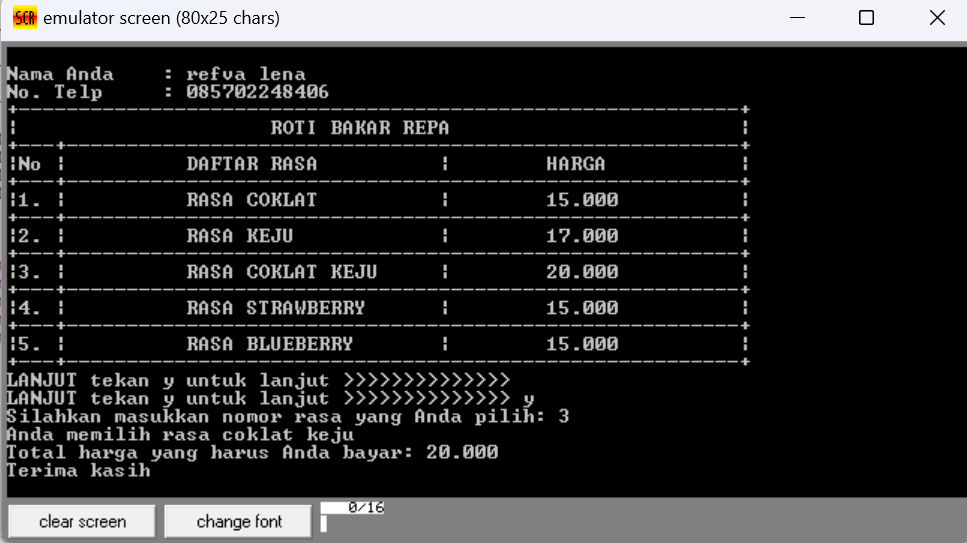 SCR emulator screen (80x25 chars)
Nama Anda : refva lena
No. Telp : 085702248406
ROTI BAKAR REPA
No DAFTAR RASA HARGA
1. RASA COKLAT 15.000
2. RASA KEJU 17.000
3. RASA COKLAT KEJU 20.000
4. RASA STRAWBERRY 15.000
5. RASA BLUEBERRY 15.000
LANJUT tekan y untuk lanjut >>>>>>>>>>>>>>
LANJUT tekan y untuk lanjut >>>>>>>>>>>>>> y
Silahkan masukkan nomor rasa yang Anda pilih: 3
Anda memilih rasa coklat keju
Total harga yang harus Anda bayar: 20.000
Terima kasih
clear screen change font 0/16